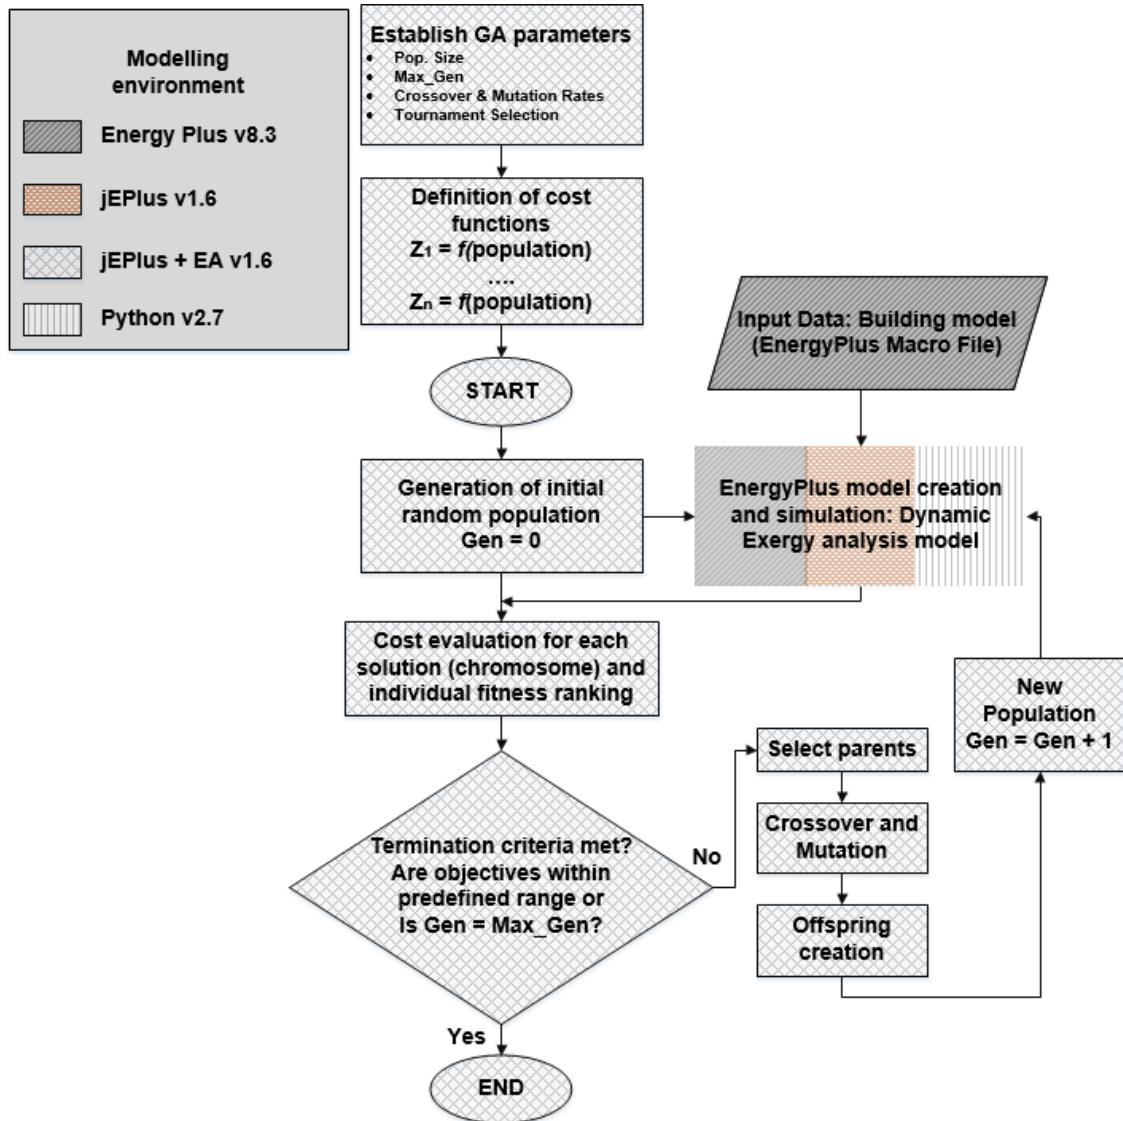 Modelling
environment
Energy Plus v8.3
jEPlus v1.6
jEPlus + EA v1.6
Python v2.7
Establish GA parameters
• Pop. Size
• Max_Gen
• Crossover & Mutation Rates
• Tournament Selection
Definition of cost
functions
Z₁ = f(population)
....
Zₙ = f(population)
START
Input Data: Building model
(EnergyPlus Macro File)
Generation of initial
random population
Gen = 0
EnergyPlus model creation
and simulation: Dynamic
Exergy analysis model
Cost evaluation for each
solution (chromosome) and
individual fitness ranking
Termination criteria met?
Are objectives within
predefined range or
Is Gen = Max_Gen?
No
Select parents
Crossover and
Mutation
Offspring
creation
New
Population
Gen = Gen + 1
Yes
END